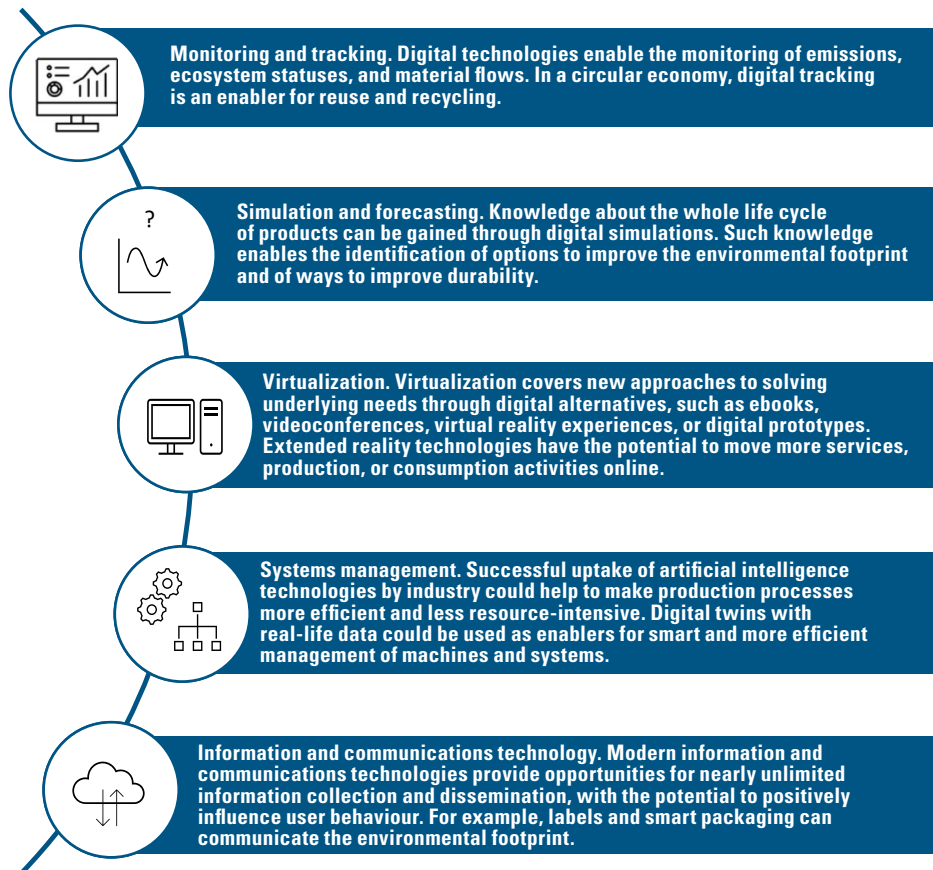 Monitoring and tracking. Digital technologies enable the monitoring of emissions,
ecosystem statuses, and material flows. In a circular economy, digital tracking
is an enabler for reuse and recycling.
?
Simulation and forecasting. Knowledge about the whole life cycle
of products can be gained through digital simulations. Such knowledge
enables the identification of options to improve the environmental footprint
and of ways to improve durability.
Virtualization. Virtualization covers new approaches to solving
underlying needs through digital alternatives, such as ebooks,
videoconferences, virtual reality experiences, or digital prototypes.
Extended reality technologies have the potential to move more services,
production, or consumption activities online.
Systems management. Successful uptake of artificial intelligence
technologies by industry could help to make production processes
more efficient and less resource-intensive. Digital twins with
real-life data could be used as enablers for smart and more efficient
management of machines and systems.
Information and communications technology. Modern information and
communications technologies provide opportunities for nearly unlimited
information collection and dissemination, with the potential to positively
influence user behaviour. For example, labels and smart packaging can
communicate the environmental footprint.